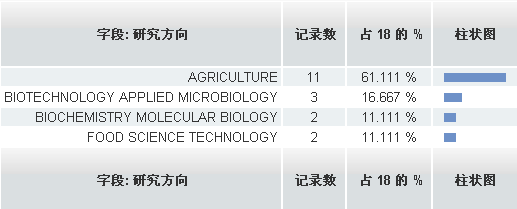 字段: 研究方向 记录数 占 18 的 % 柱状图
AGRICULTURE 11 61.111 %
BIOTECHNOLOGY APPLIED MICROBIOLOGY 3 16.667 %
BIOCHEMISTRY MOLECULAR BIOLOGY 2 11.111 %
FOOD SCIENCE TECHNOLOGY 2 11.111 %
字段: 研究方向 记录数 占 18 的 % 柱状图